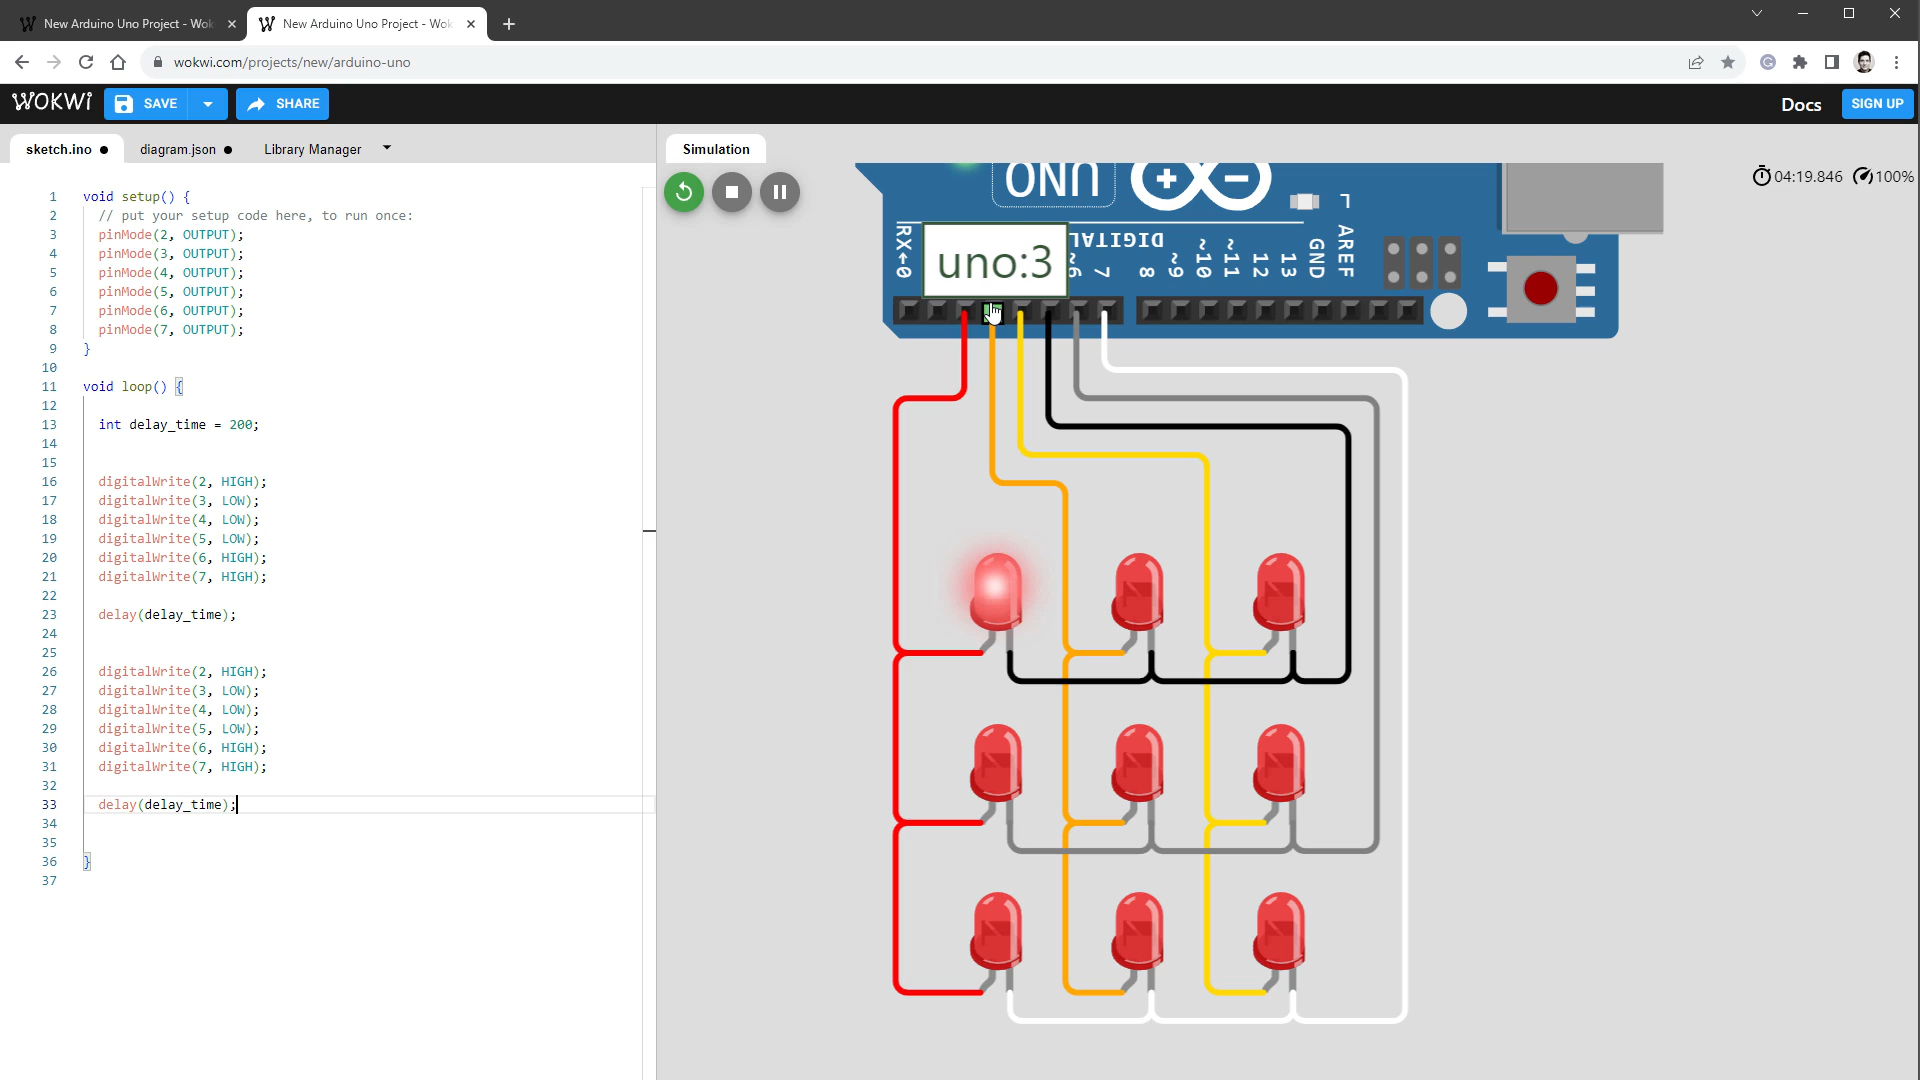 New Arduino Uno Project - Wok
New Arduino Uno Project - Wok
wokwi.com/projects/new/arduino-uno
WOKWi
SAVE
SHARE
Docs
SIGN UP
sketch.ino
diagram.json
Library Manager
Simulation
04:19.846
100%
1 void setup() {
2 // put your setup code here, to run once:
3 pinMode(2, OUTPUT);
4 pinMode(3, OUTPUT);
5 pinMode(4, OUTPUT);
6 pinMode(5, OUTPUT);
7 pinMode(6, OUTPUT);
8 pinMode(7, OUTPUT);
9 }
10
11 void loop() {
12
13 int delay_time = 200;
14
15
16 digitalWrite(2, HIGH);
17 digitalWrite(3, LOW);
18 digitalWrite(4, LOW);
19 digitalWrite(5, LOW);
20 digitalWrite(6, HIGH);
21 digitalWrite(7, HIGH);
22
23 delay(delay_time);
24
25
26 digitalWrite(2, HIGH);
27 digitalWrite(3, LOW);
28 digitalWrite(4, LOW);
29 digitalWrite(5, LOW);
30 digitalWrite(6, HIGH);
31 digitalWrite(7, HIGH);
32
33 delay(delay_time);
34
35
36 }
37
UNO
L
RX←0
uno:3
DIGITAL
~6
7
8
~9
~10
~11
12
13
GND
AREF